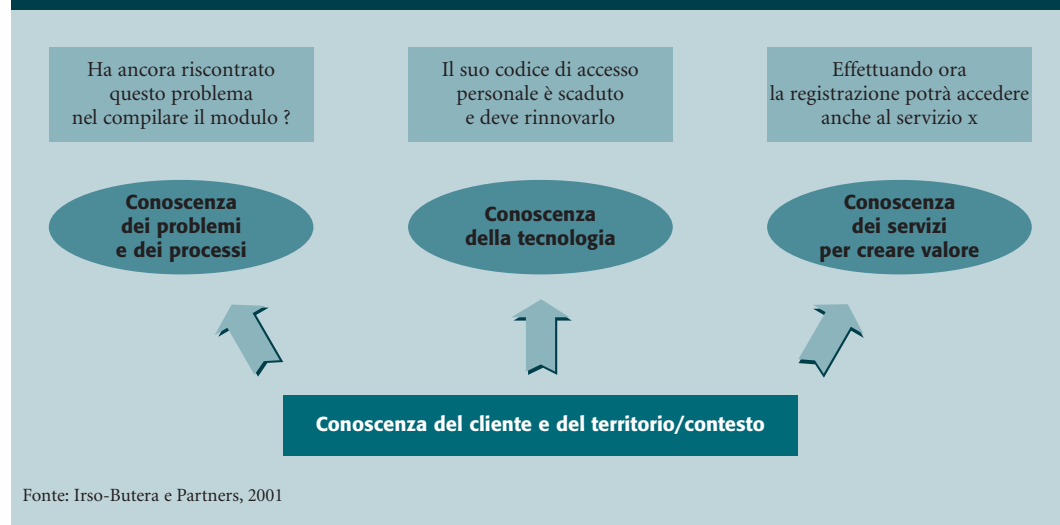 Ha ancora riscontrato
questo problema
nel compilare il modulo ?
Il suo codice di accesso
personale è scaduto
e deve rinnovarlo
Effettuando ora
la registrazione potrà accedere
anche al servizio x
Conoscenza
dei problemi
e dei processi
Conoscenza
della tecnologia
Conoscenza
dei servizi
per creare valore
Conoscenza del cliente e del territorio/contesto
Fonte: Irso-Butera e Partners, 2001